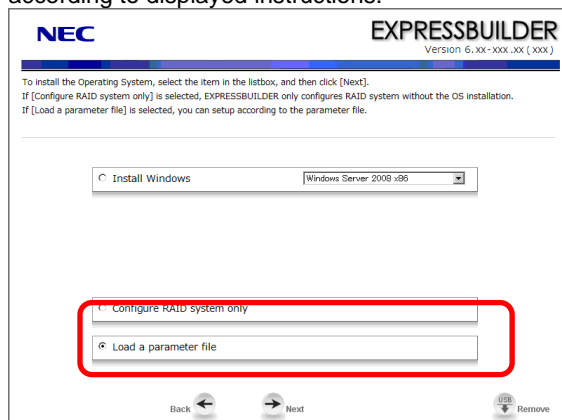 according to displayed instructions.
NEC
EXPRESSBUILDER
Version 6.xx-xxx.xx (xxx)
To install the Operating System, select the item in the listbox, and then click [Next].
If [Configure RAID system only] is selected, EXPRESSBUILDER only configures RAID system without the OS installation.
If [Load a parameter file] is selected, you can setup according to the parameter file.
Install Windows
Windows Server 2008 x86
Configure RAID system only
Load a parameter file
Back
Next
USB
Remove